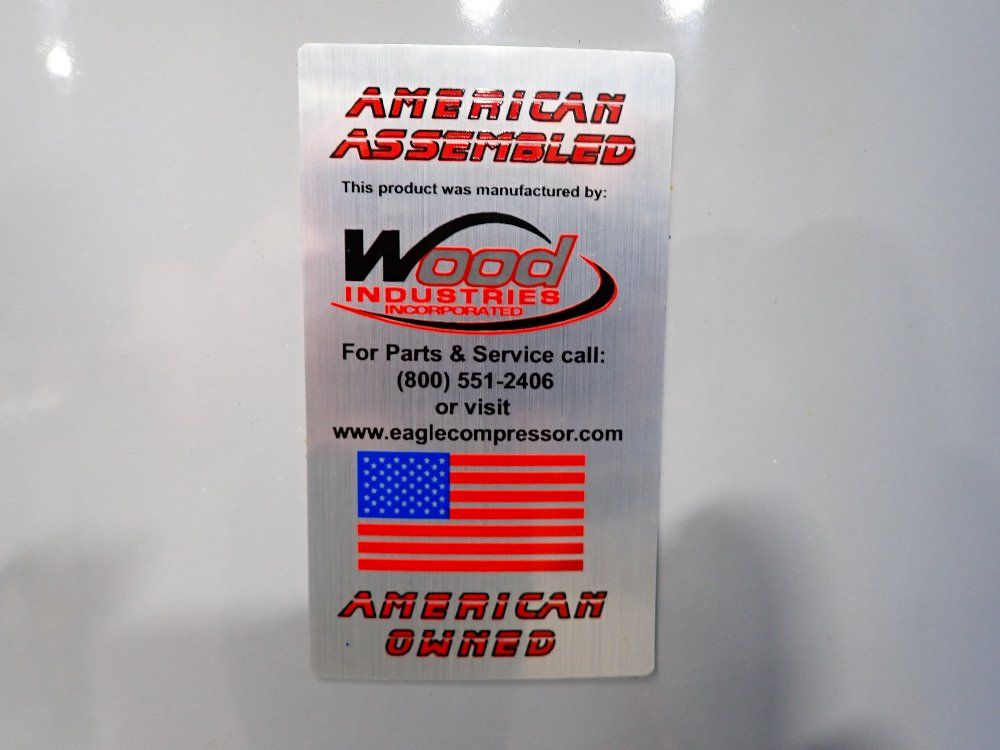 AMERICAN
ASSEMBLED
This product was manufactured by:
Wood
INDUSTRIES
INCORPORATED
For Parts & Service call:
(800) 551-2406
or visit
www.eaglecompressor.com
AMERICAN
OWNED